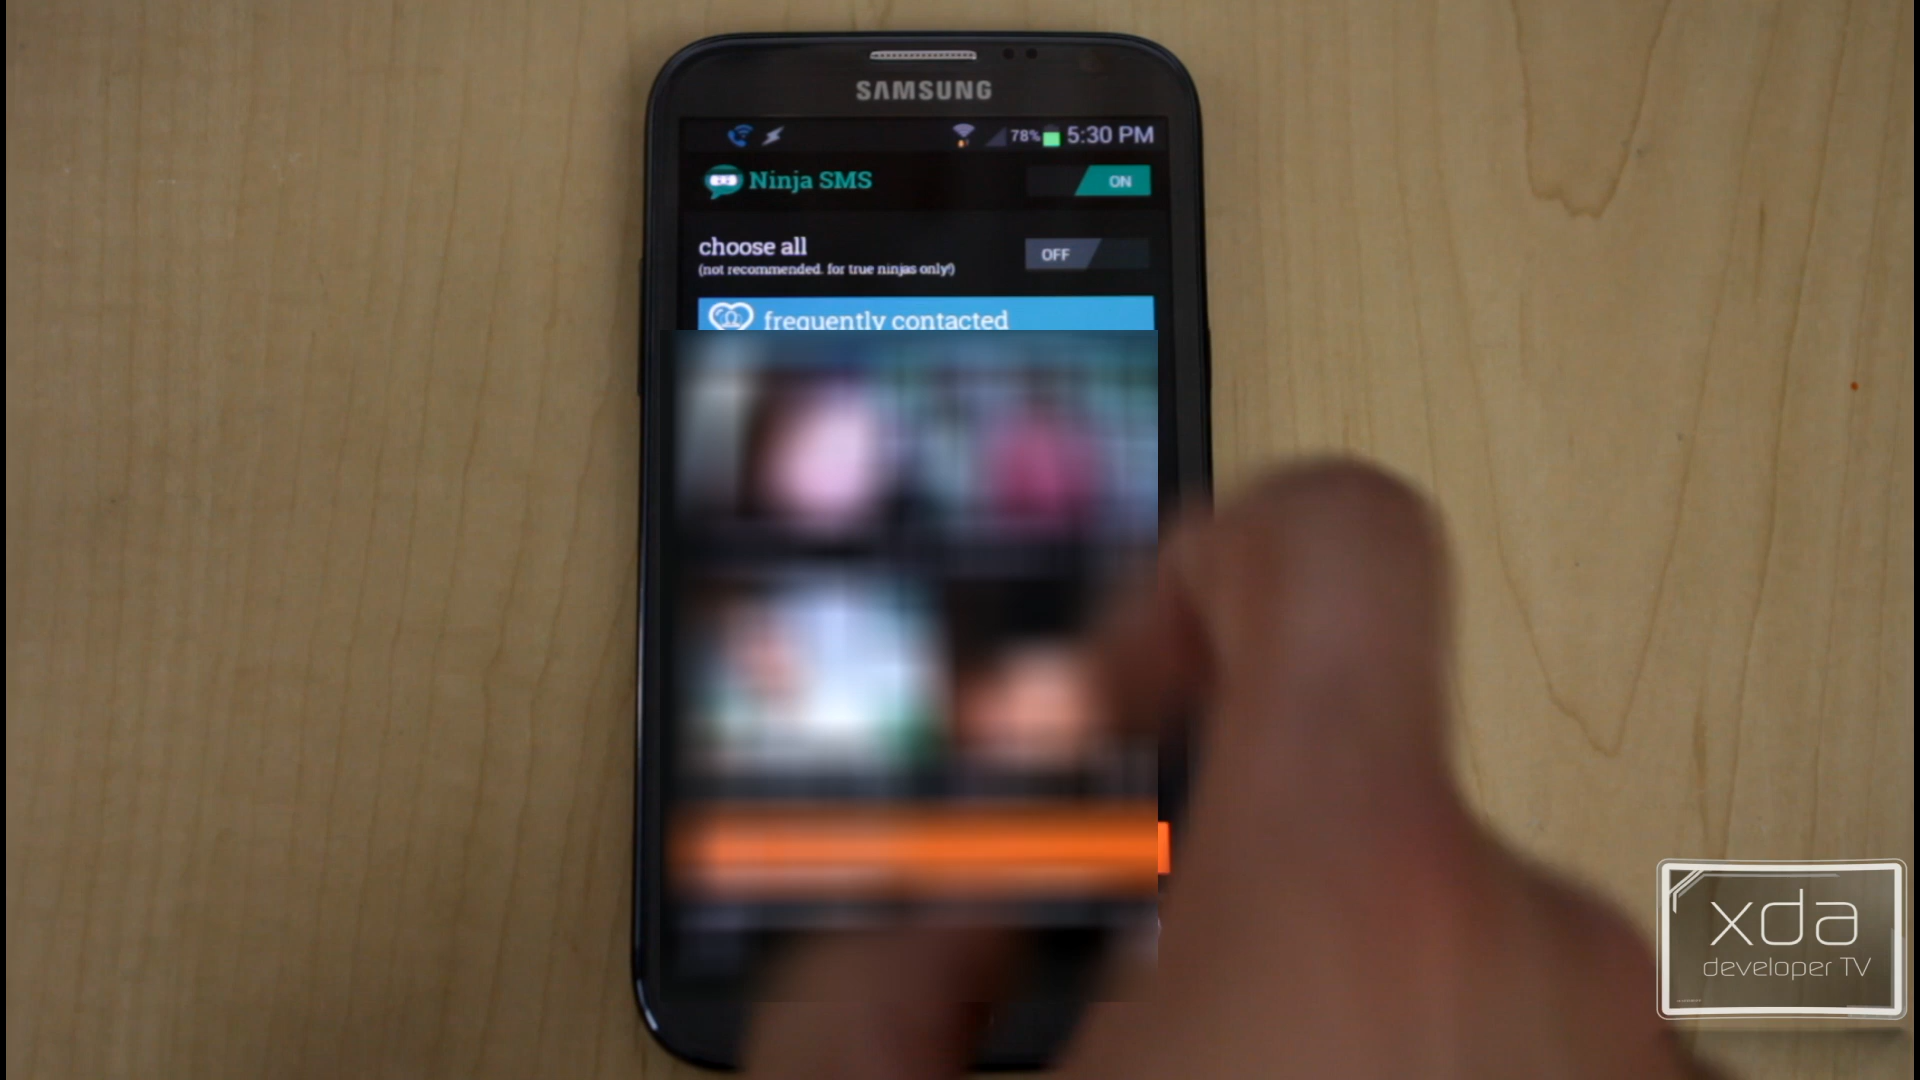 SAMSUNG
78% 5:30 PM
Ninja SMS ON
choose all OFF
(not recommended. for true ninjas only!)
frequently contacted
xda
developer TV